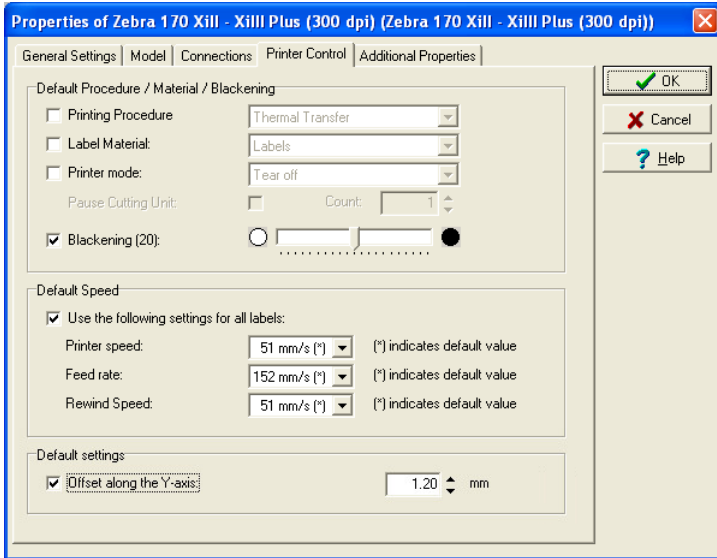 Properties of Zebra 170 XiII - XiIII Plus (300 dpi) (Zebra 170 XiII - XiIII Plus (300 dpi))
General Settings Model Connections Printer Control Additional Properties
OK
Cancel
Help
Default Procedure / Material / Blackening
Printing Procedure Thermal Transfer
Label Material: Labels
Printer mode: Tear off
Pause Cutting Unit: Count: 1
Blackening (20):
Default Speed
Use the following settings for all labels:
Printer speed: 51 mm/s (*) (*) indicates default value
Feed rate: 152 mm/s (*) (*) indicates default value
Rewind Speed: 51 mm/s (*) (*) indicates default value
Default settings
Offset along the Y-axis: 1.20 mm